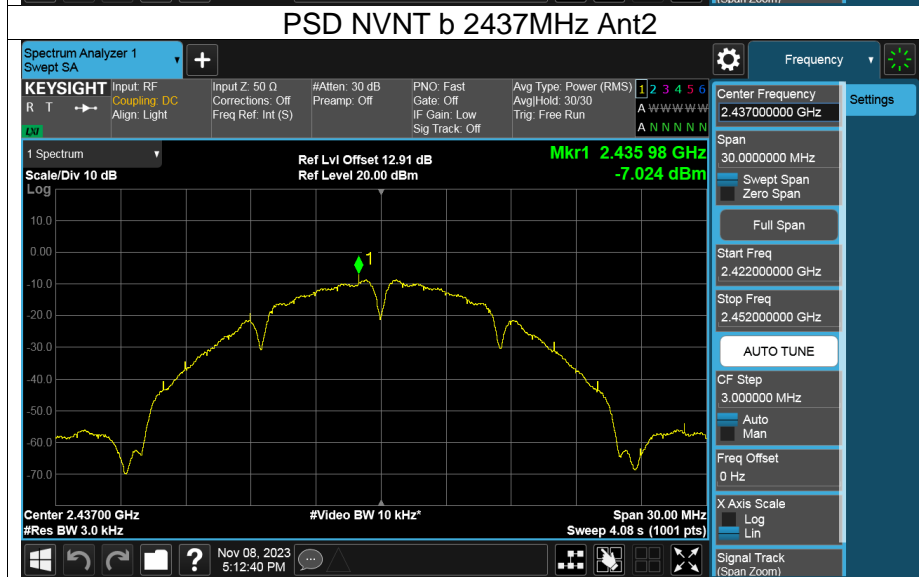 (Span Zoom)
PSD NVNT b 2437MHz Ant2
Spectrum Analyzer 1
Swept SA
+
Frequency
KEYSIGHT
R T
LXI
Input: RF
Coupling: DC
Align: Light
Input Z: 50 Ω
Corrections: Off
Freq Ref: Int (S)
#Atten: 30 dB
Preamp: Off
PNO: Fast
Gate: Off
IF Gain: Low
Sig Track: Off
Avg Type: Power (RMS)
Avg|Hold: 30/30
Trig: Free Run
1 2 3 4 5 6
A W W W W W
A N N N N N
Center Frequency
2.437000000 GHz
Settings
1 Spectrum
Scale/Div 10 dB
Ref Lvl Offset 12.91 dB
Ref Level 20.00 dBm
Mkr1 2.435 98 GHz
-7.024 dBm
Log
10.0
0.00
-10.0
-20.0
-30.0
-40.0
-50.0
-60.0
-70.0
1
Center 2.43700 GHz
#Res BW 3.0 kHz
#Video BW 10 kHz*
Span 30.00 MHz
Sweep 4.08 s (1001 pts)
Span
30.0000000 MHz
Swept Span
Zero Span
Full Span
Start Freq
2.422000000 GHz
Stop Freq
2.452000000 GHz
AUTO TUNE
CF Step
3.000000 MHz
Auto
Man
Freq Offset
0 Hz
X Axis Scale
Log
Lin
Signal Track
(Span Zoom)
?
Nov 08, 2023
5:12:40 PM